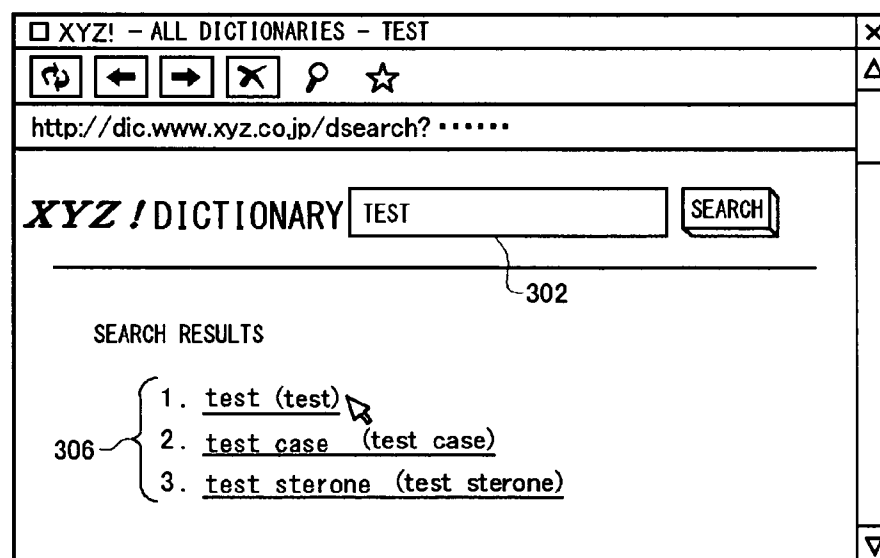 XYZ! - ALL DICTIONARIES - TEST
http://dic.www.xyz.co.jp/dsearch? ······
XYZ! DICTIONARY TEST SEARCH
302
SEARCH RESULTS
1. test (test)
306 2. test case (test case)
3. test sterone (test sterone)